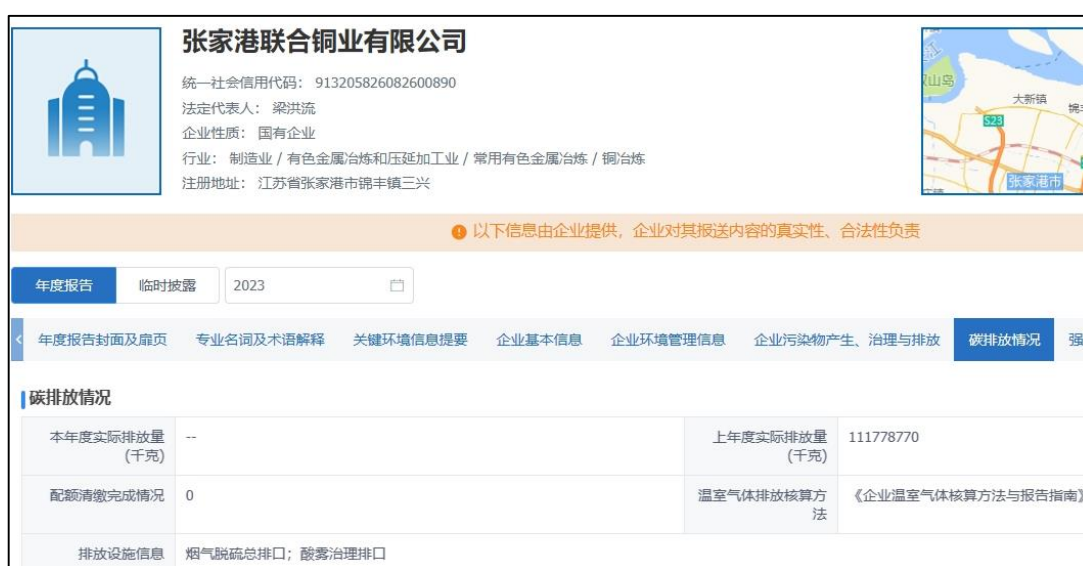 张家港联合铜业有限公司
统一社会信用代码： 913205826082600890
法定代表人： 梁洪流
企业性质： 国有企业
行业： 制造业 / 有色金属冶炼和压延加工业 / 常用有色金属冶炼 / 铜冶炼
注册地址： 江苏省张家港市锦丰镇三兴
山岛
大新镇
锦丰
S23
张家港市
以下信息由企业提供，企业对其报送内容的真实性、合法性负责
年度报告 临时披露 2023
年度报告封面及扉页 专业名词及术语解释 关键环境信息提要 企业基本信息 企业环境管理信息 企业污染物产生、治理与排放 碳排放情况 强
碳排放情况
本年度实际排放量 -- 上年度实际排放量 111778770
(千克) (千克)
配额清缴完成情况 0 温室气体排放核算方 《企业温室气体核算方法与报告指南》
法
排放设施信息 烟气脱硫总排口；酸雾治理排口